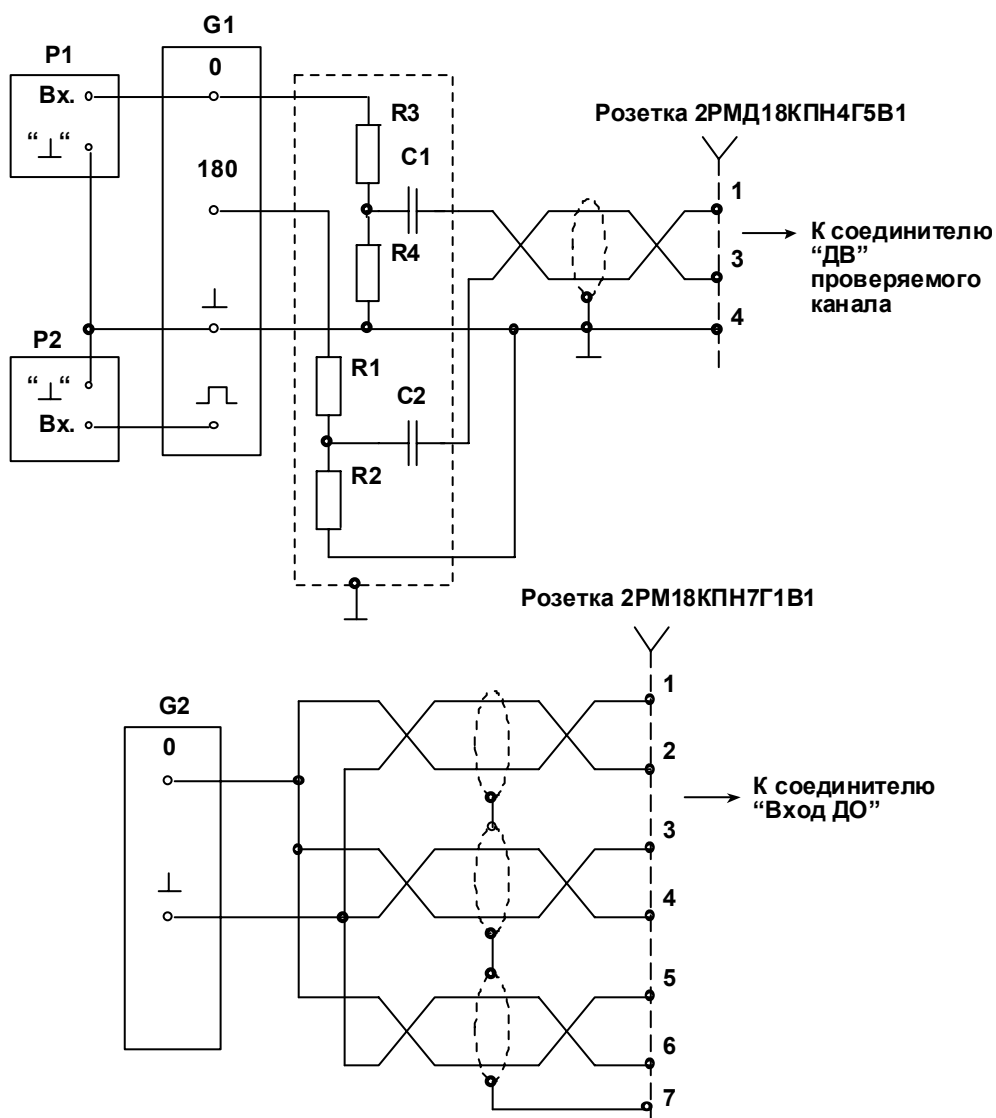 G1
P1
0
Вх.
R3
Розетка 2РМД18КПН4Г5В1
“⊥“
C1
180
1
R4
К соединителю
“ДВ”
проверяемого
канала
3
⊥
4
P2
“⊥“
R1
C2
Вх.
R2
Розетка 2РМ18КПН7Г1В1
1
G2
0
2
К соединителю
“Вход ДО”
3
⊥
4
5
6
7